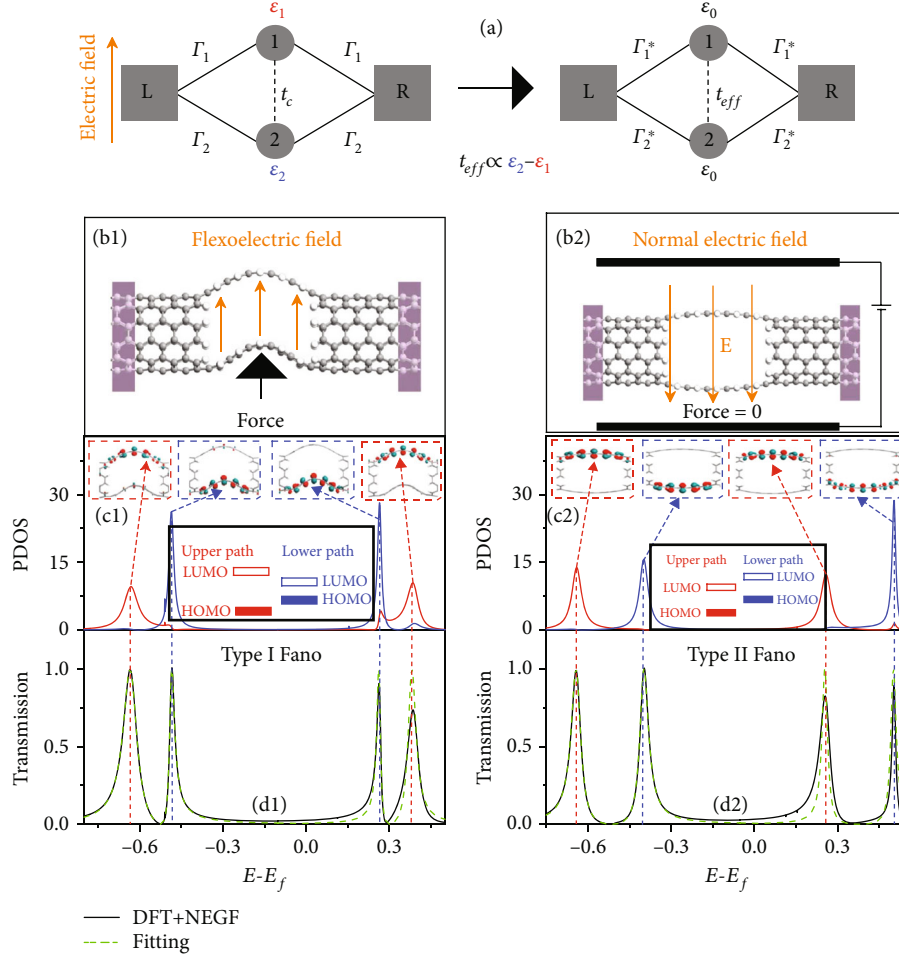 (a)
Electric field
ε₁
1
Γ₁
Γ₁
L
R
t_c
Γ₂
Γ₂
2
ε₂
t_eff ∝ ε₂–ε₁
ε₀
1
Γ₁*
Γ₁*
L
R
t_eff
Γ₂*
Γ₂*
2
ε₀
(b1)
Flexoelectric field
Force
(b2)
Normal electric field
E
Force = 0
(c1)
PDOS
30
15
0
Upper path Lower path
LUMO
LUMO
HOMO
HOMO
(c2)
PDOS
30
15
0
Upper path Lower path
LUMO
LUMO
HOMO
HOMO
Type I Fano
(d1)
Transmission
1.0
0.5
0.0
−0.6 −0.3 0.0 0.3
E-E_f
Type II Fano
(d2)
Transmission
1.0
0.5
0.0
−0.6 −0.3 0.0 0.3
E-E_f
DFT+NEGF
Fitting